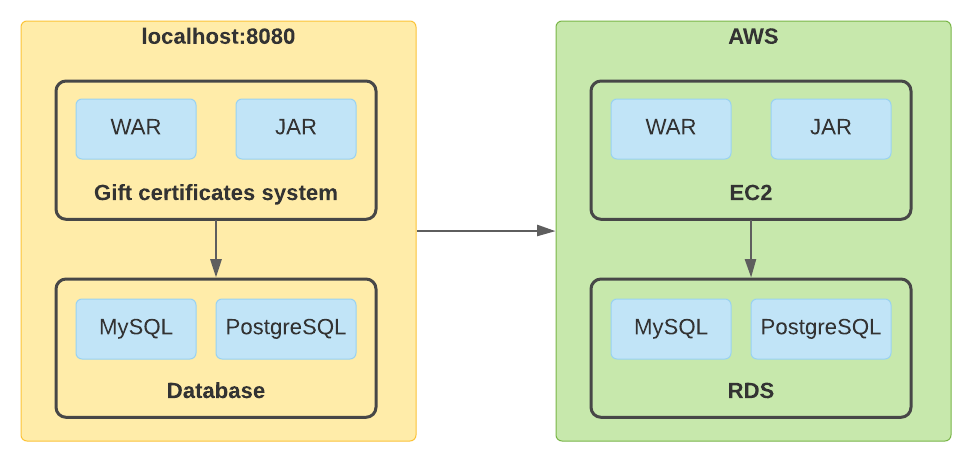 localhost:8080
WAR
JAR
Gift certificates system
MySQL
PostgreSQL
Database
AWS
WAR
JAR
EC2
MySQL
PostgreSQL
RDS